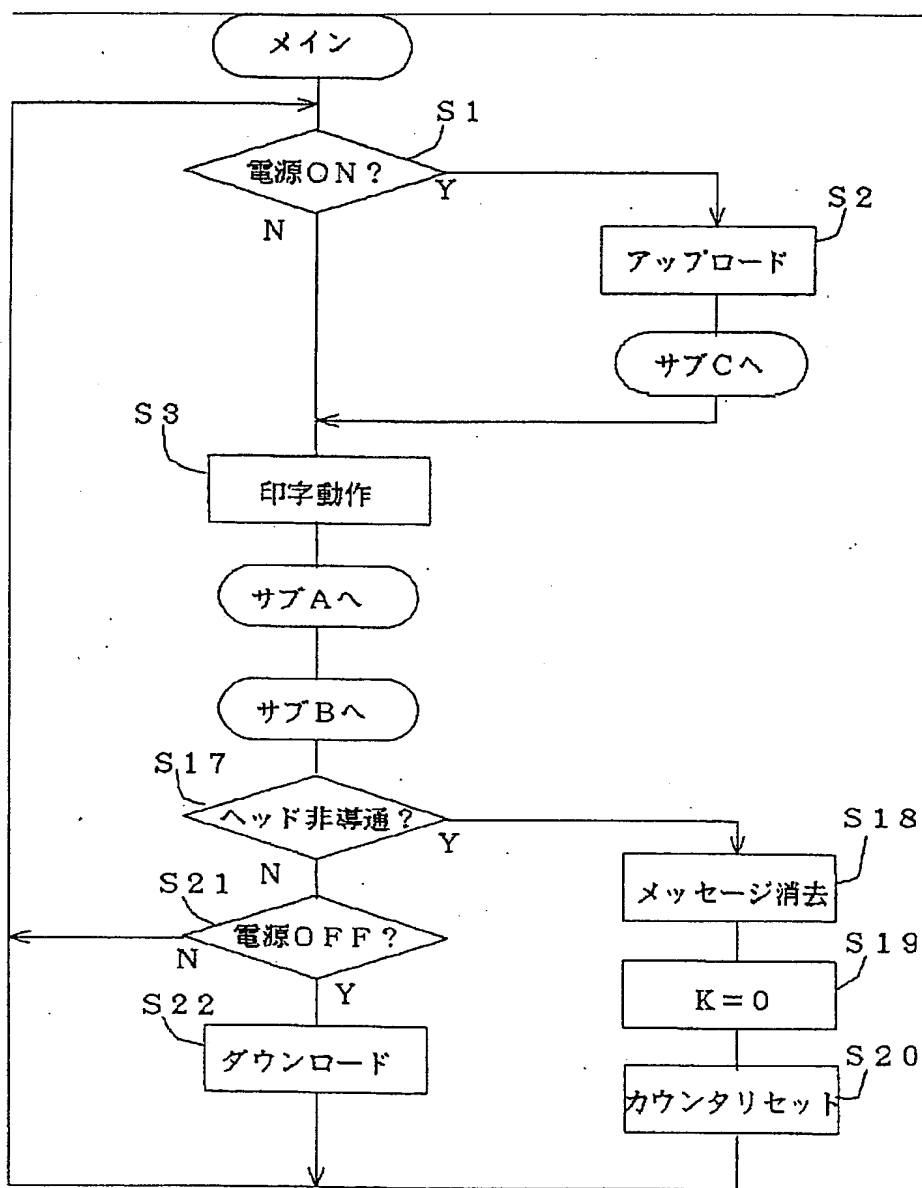 メイン
S1
電源ON?
Y
N
S2
アップロード
サブCへ
S3
印字動作
サブAへ
サブBへ
S17
ヘッド非導通?
Y
N
S18
メッセージ消去
S21
電源OFF?
N
Y
S19
K=0
S22
ダウンロード
S20
カウンタリセット